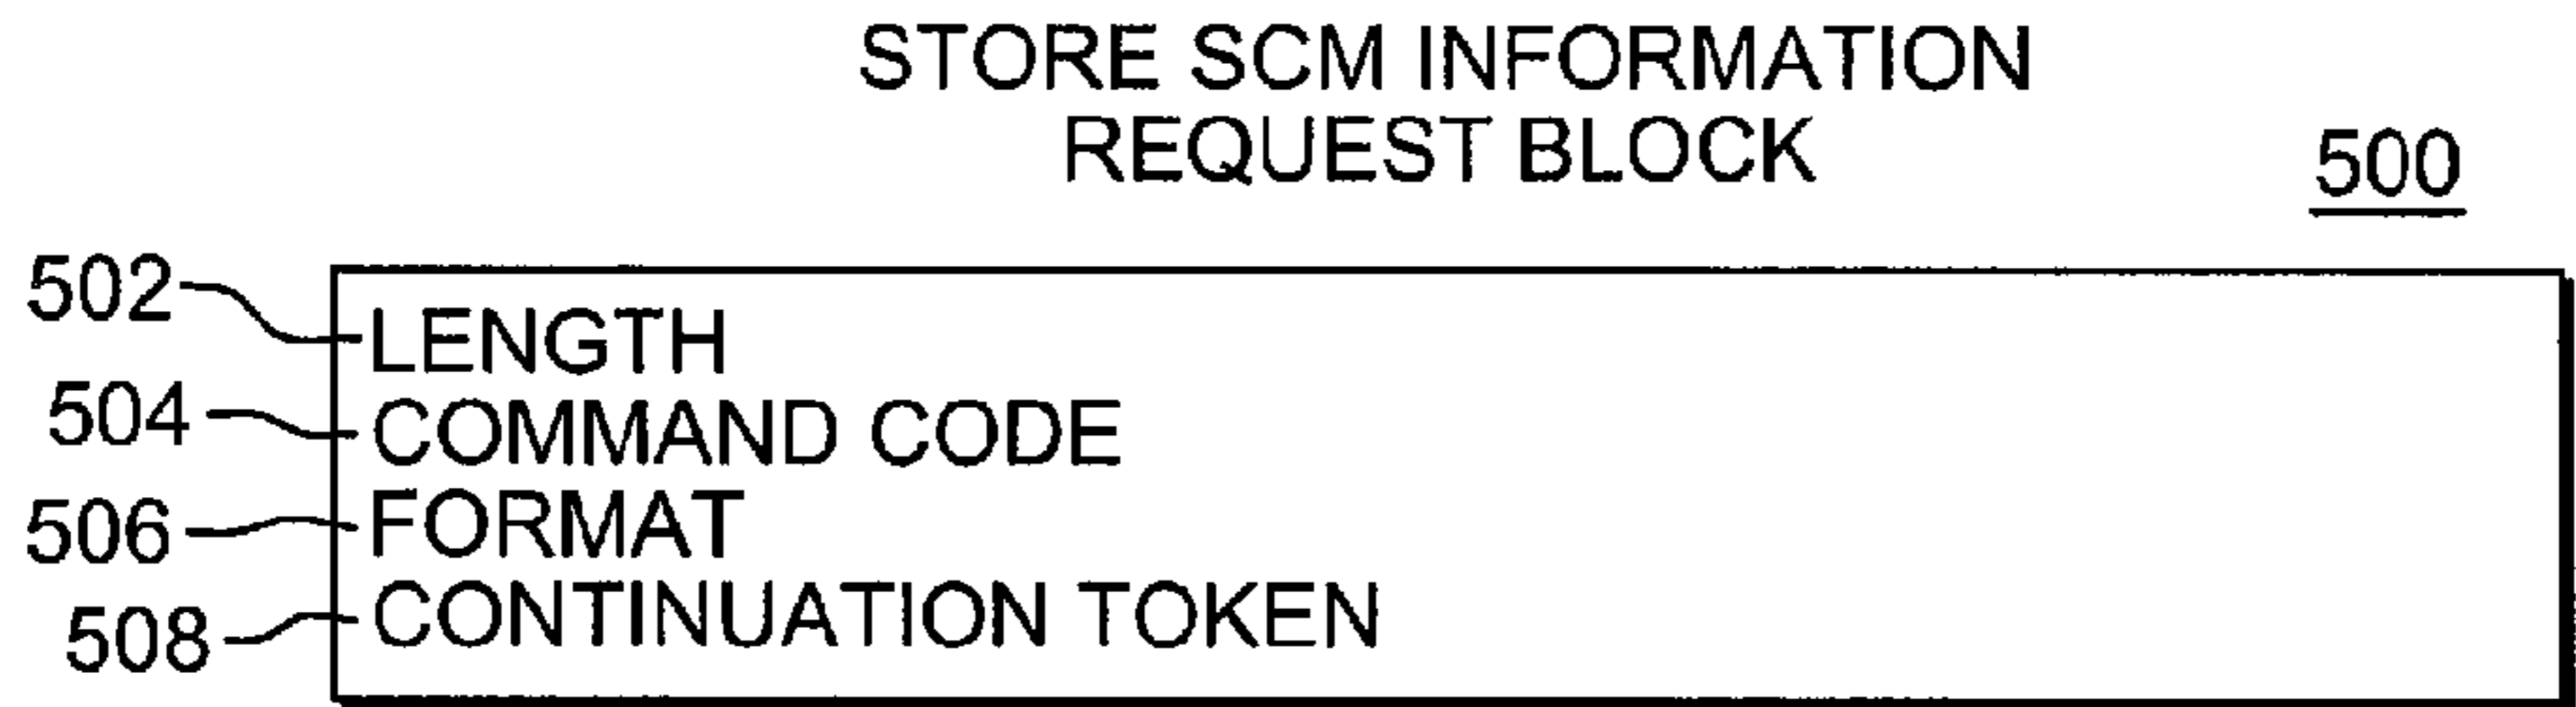 STORE SCM INFORMATION
REQUEST BLOCK
500
502 LENGTH
504 COMMAND CODE
506 FORMAT
508 CONTINUATION TOKEN